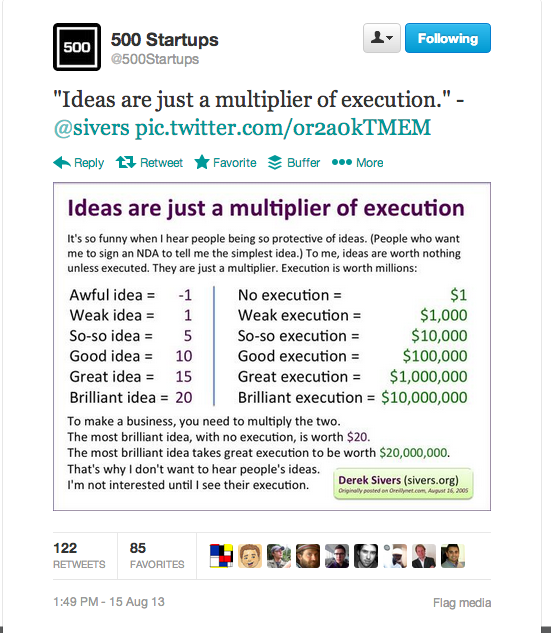 500
500 Startups
@500Startups
Following
"Ideas are just a multiplier of execution." -
@sivers pic.twitter.com/or2a0kTMEM
Reply Retweet Favorite Buffer More
Ideas are just a multiplier of execution
It's so funny when I hear people being so protective of ideas. (People who want
me to sign an NDA to tell me the simplest idea.) To me, ideas are worth nothing
unless executed. They are just a multiplier. Execution is worth millions:
Awful idea = -1 No execution = $1
Weak idea = 1 Weak execution = $1,000
So-so idea = 5 So-so execution = $10,000
Good idea = 10 Good execution = $100,000
Great idea = 15 Great execution = $1,000,000
Brilliant idea = 20 Brilliant execution = $10,000,000
To make a business, you need to multiply the two.
The most brilliant idea, with no execution, is worth $20.
The most brilliant idea takes great execution to be worth $20,000,000.
That's why I don't want to hear people's ideas.
I'm not interested until I see their execution.
Derek Sivers (sivers.org)
Originally posted on Oreillynet.com, August 16, 2005
122 85
RETWEETS FAVORITES
1:49 PM - 15 Aug 13 Flag media